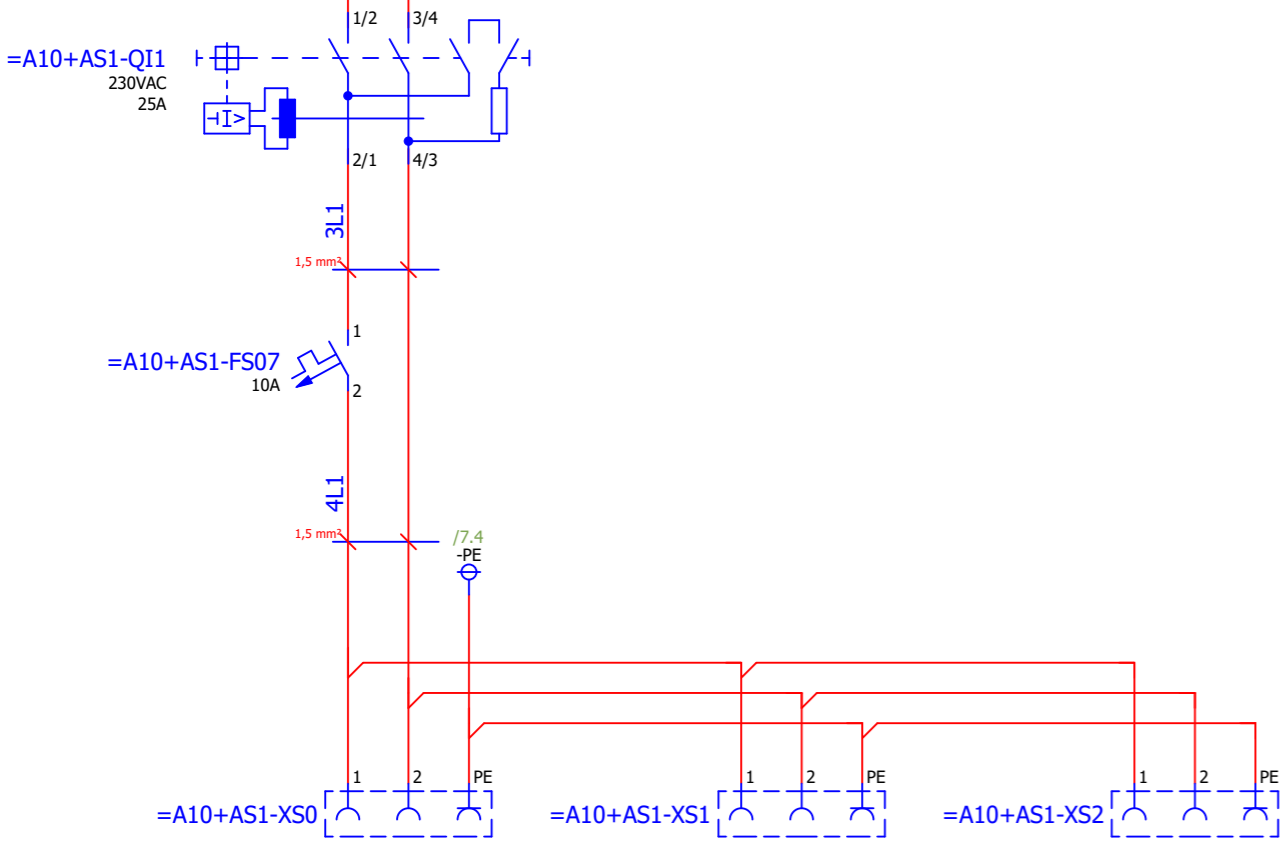 1/2
3/4
=A10+AS1-QI1
230VAC
25A
I>
2/1
4/3
3L1
1,5 mm²
1
=A10+AS1-FS07
10A
2
4L1
1,5 mm²
/7.4
-PE
1
2
PE
1
2
PE
1
2
PE
=A10+AS1-XS0
=A10+AS1-XS1
=A10+AS1-XS2